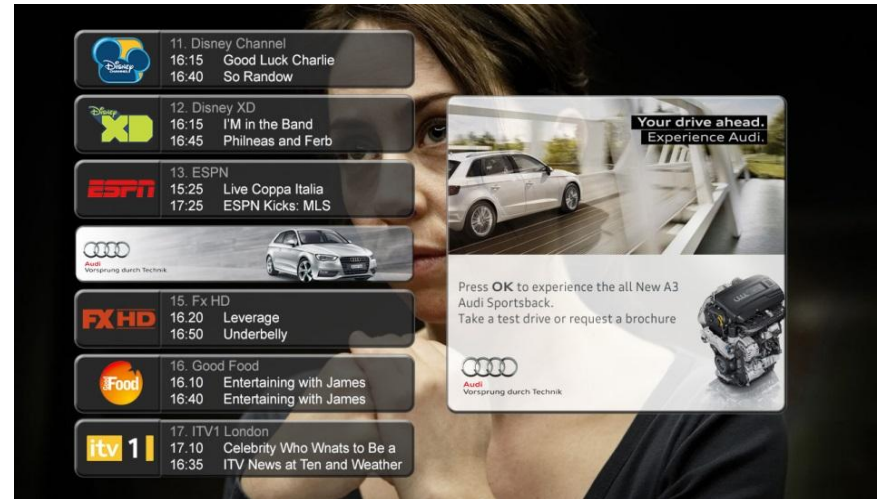 Disney
CHANNEL
11. Disney Channel
16:15 Good Luck Charlie
16:40 So Randow
Disney
XD
12. Disney XD
16:15 I'M in the Band
16:45 Philneas and Ferb
ESPN
13. ESPN
15:25 Live Coppa Italia
17:25 ESPN Kicks: MLS
Audi
Vorsprung durch Technik
FX HD
15. Fx HD
16.20 Leverage
16:50 Underbelly
good Food
16. Good Food
16.10 Entertaining with James
16:40 Entertaining with James
itv 1
17. ITV1 London
17.10 Celebrity Who Whats to Be a
16:35 ITV News at Ten and Weather
Your drive ahead.
Experience Audi.
Press OK to experience the all New A3
Audi Sportsback.
Take a test drive or request a brochure
Audi
Vorsprung durch Technik